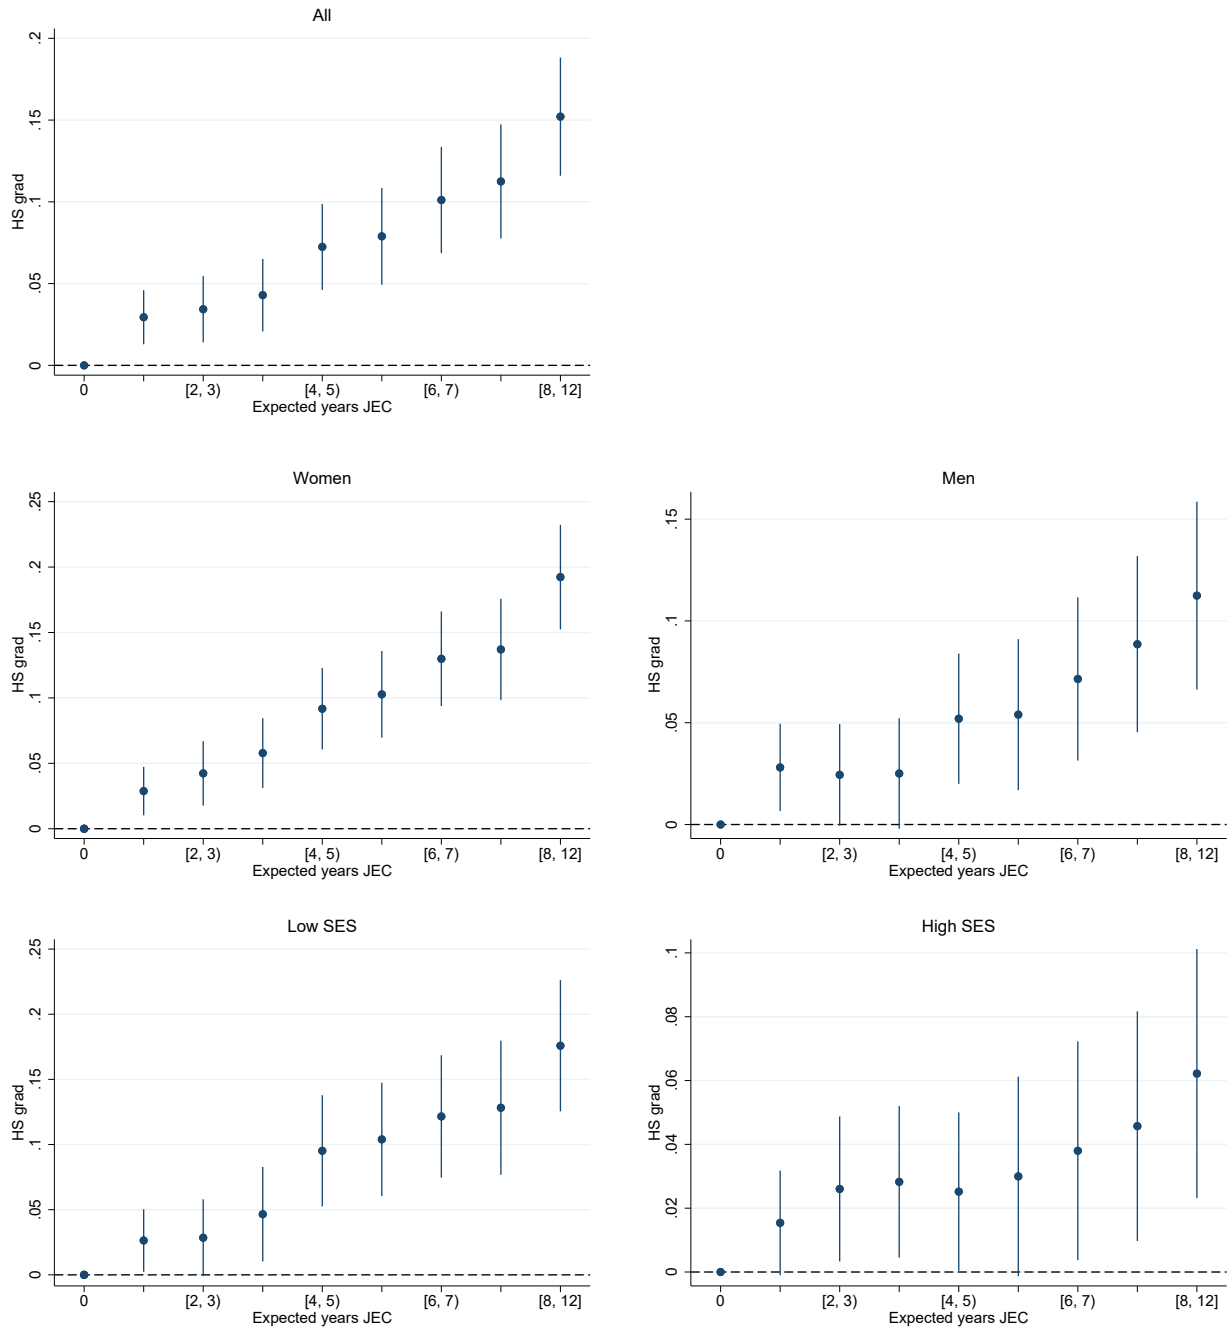 All
.2
.15
.1
.05
0
HS grad
0 [2, 3) [4, 5) [6, 7) [8, 12]
Expected years JEC
Women
.25
.2
.15
.1
.05
0
HS grad
0 [2, 3) [4, 5) [6, 7) [8, 12]
Expected years JEC
Men
.15
.1
.05
0
HS grad
0 [2, 3) [4, 5) [6, 7) [8, 12]
Expected years JEC
Low SES
.25
.2
.15
.1
.05
0
HS grad
0 [2, 3) [4, 5) [6, 7) [8, 12]
Expected years JEC
High SES
.1
.08
.06
.04
.02
0
HS grad
0 [2, 3) [4, 5) [6, 7) [8, 12]
Expected years JEC